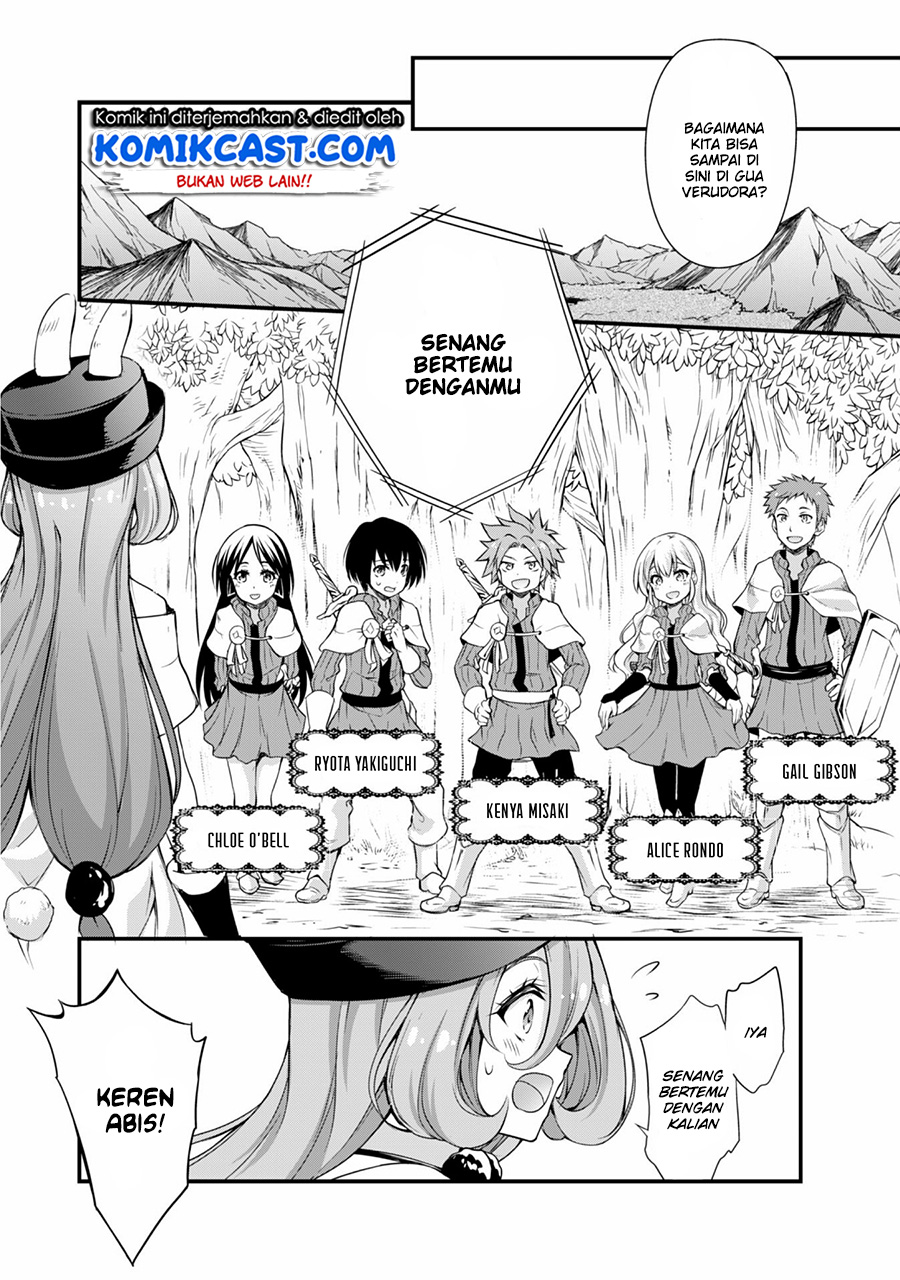 Komik ini diterjemahkan & diedit oleh
KOMIKCAST.COM
BUKAN WEB LAIN!!
BAGAIMANA
KITA BISA
SAMPAI DI
SINI DI GUA
VERUDORA?
SENANG
BERTEMU
DENGANMU
CHLOE O'BELL
RYOTA YAKIGUCHI
KENYA MISAKI
ALICE RONDO
GAIL GIBSON
IYA
SENANG
BERTEMU
DENGAN
KALIAN
KEREN
ABIS!